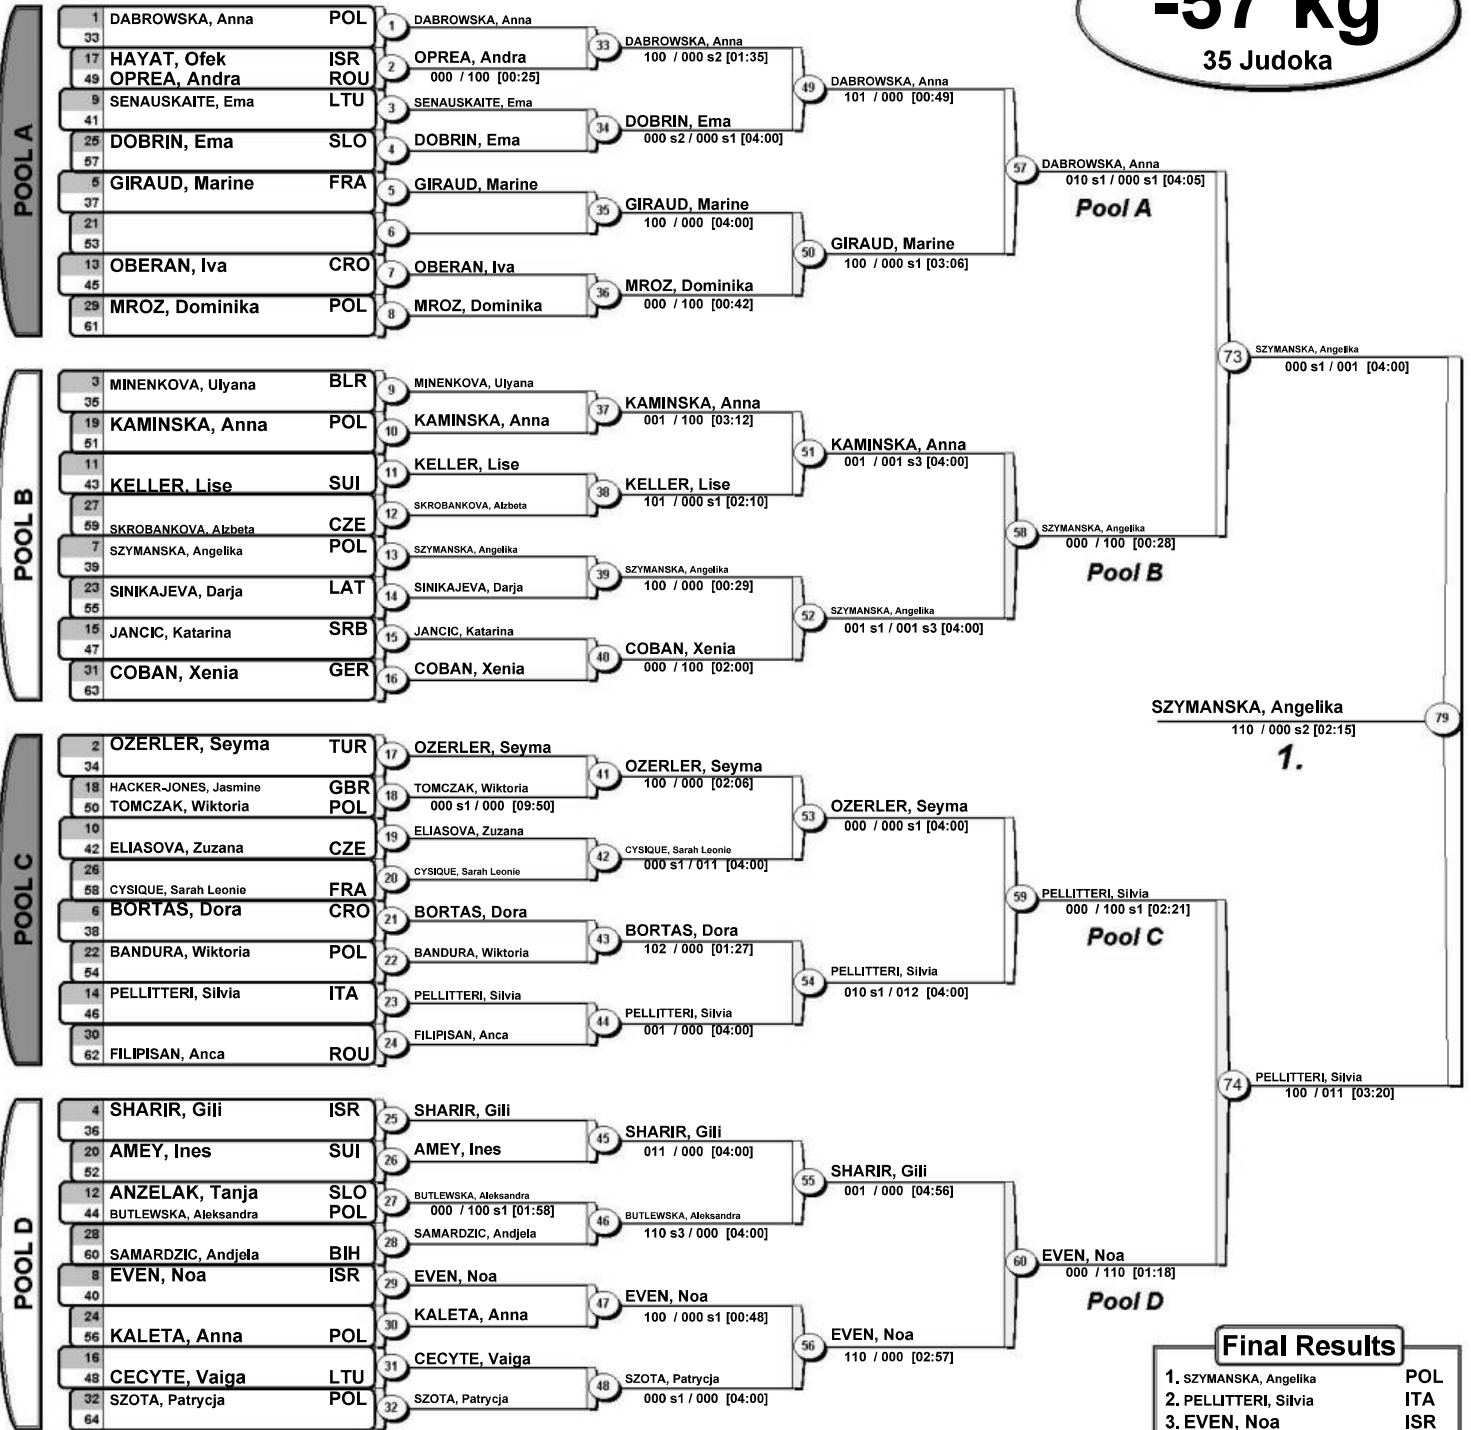 -57 kg
35 Judoka
POOL A
1 DABROWSKA, Anna POL
33
17 HAYAT, Ofek ISR
49 OPREA, Andra ROU
9 SENAUSKAITE, Ema LTU
41
25 DOBRIN, Ema SLO
57
5 GIRAUD, Marine FRA
37
21
53
13 OBERAN, Iva CRO
45
29 MROZ, Dominika POL
61
1 DABROWSKA, Anna
2 OPREA, Andra
000 / 100 [00:25]
3 SENAUSKAITE, Ema
4 DOBRIN, Ema
5 GIRAUD, Marine
6
7 OBERAN, Iva
8 MROZ, Dominika
33 DABROWSKA, Anna
100 / 000 s2 [01:35]
34 DOBRIN, Ema
000 s2 / 000 s1 [04:00]
35 GIRAUD, Marine
100 / 000 [04:00]
36 MROZ, Dominika
000 / 100 [00:42]
49 DABROWSKA, Anna
101 / 000 [00:49]
50 GIRAUD, Marine
100 / 000 s1 [03:06]
57 DABROWSKA, Anna
010 s1 / 000 s1 [04:05]
Pool A
POOL B
3 MINENKOVA, Ulyana BLR
35
19 KAMINSKA, Anna POL
51
11
43 KELLER, Lise SUI
27
59 SKROBANKOVA, Alzbeta CZE
7 SZYMANSKA, Angelika POL
39
23 SINIKAJEVA, Darja LAT
55
15 JANCIC, Katarina SRB
47
31 COBAN, Xenia GER
63
9 MINENKOVA, Ulyana
10 KAMINSKA, Anna
11 KELLER, Lise
12 SKROBANKOVA, Alzbeta
13 SZYMANSKA, Angelika
14 SINIKAJEVA, Darja
15 JANCIC, Katarina
16 COBAN, Xenia
37 KAMINSKA, Anna
001 / 100 [03:12]
38 KELLER, Lise
101 / 000 s1 [02:10]
39 SZYMANSKA, Angelika
100 / 000 [00:29]
40 COBAN, Xenia
000 / 100 [02:00]
51 KAMINSKA, Anna
001 / 001 s3 [04:00]
52 SZYMANSKA, Angelika
001 s1 / 001 s3 [04:00]
58 SZYMANSKA, Angelika
000 / 100 [00:28]
Pool B
73 SZYMANSKA, Angelika
000 s1 / 001 [04:00]
SZYMANSKA, Angelika 79
110 / 000 s2 [02:15]
1.
POOL C
2 OZERLER, Seyma TUR
34
18 HACKER-JONES, Jasmine GBR
50 TOMCZAK, Wiktoria POL
10
42 ELIASOVA, Zuzana CZE
26
58 CYSIQUE, Sarah Leonie FRA
6 BORTAS, Dora CRO
38
22 BANDURA, Wiktoria POL
54
14 PELLITTERI, Silvia ITA
46
30
62 FILIPISAN, Anca ROU
17 OZERLER, Seyma
18 TOMCZAK, Wiktoria
000 s1 / 000 [09:50]
19 ELIASOVA, Zuzana
20 CYSIQUE, Sarah Leonie
21 BORTAS, Dora
22 BANDURA, Wiktoria
23 PELLITTERI, Silvia
24 FILIPISAN, Anca
41 OZERLER, Seyma
100 / 000 [02:06]
42 CYSIQUE, Sarah Leonie
000 s1 / 011 [04:00]
43 BORTAS, Dora
102 / 000 [01:27]
44 PELLITTERI, Silvia
001 / 000 [04:00]
53 OZERLER, Seyma
000 / 000 s1 [04:00]
54 PELLITTERI, Silvia
010 s1 / 012 [04:00]
59 PELLITTERI, Silvia
000 / 100 s1 [02:21]
Pool C
74 PELLITTERI, Silvia
100 / 011 [03:20]
POOL D
4 SHARIR, Gili ISR
36
20 AMEY, Ines SUI
52
12 ANZELAK, Tanja SLO
44 BUTLEWSKA, Aleksandra POL
28
60 SAMARDZIC, Andjela BIH
8 EVEN, Noa ISR
40
24
56 KALETA, Anna POL
16
48 CECYTE, Vaiga LTU
32 SZOTA, Patrycja POL
64
25 SHARIR, Gili
26 AMEY, Ines
27 BUTLEWSKA, Aleksandra
000 / 100 s1 [01:58]
28 SAMARDZIC, Andjela
29 EVEN, Noa
30 KALETA, Anna
31 CECYTE, Vaiga
32 SZOTA, Patrycja
45 SHARIR, Gili
011 / 000 [04:00]
46 BUTLEWSKA, Aleksandra
110 s3 / 000 [04:00]
47 EVEN, Noa
100 / 000 s1 [00:48]
48 SZOTA, Patrycja
000 s1 / 000 [04:00]
55 SHARIR, Gili
001 / 000 [04:56]
56 EVEN, Noa
110 / 000 [02:57]
60 EVEN, Noa
000 / 110 [01:18]
Pool D
Final Results
1. SZYMANSKA, Angelika POL
2. PELLITTERI, Silvia ITA
3. EVEN, Noa ISR